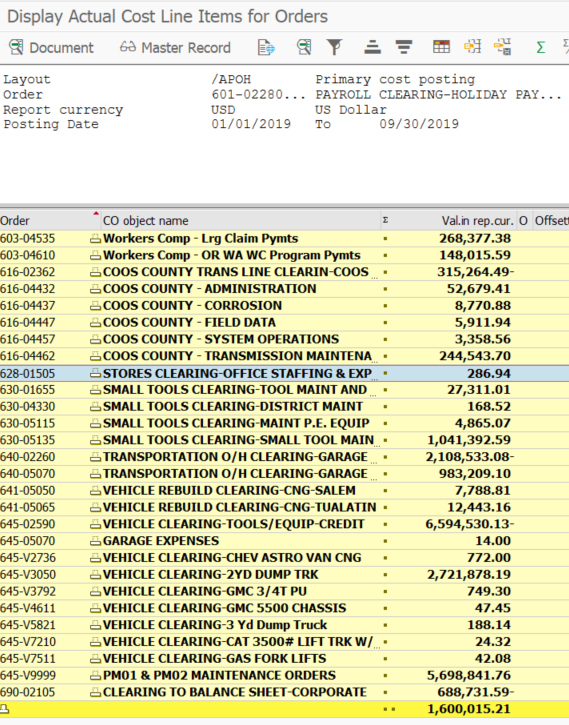 Display Actual Cost Line Items for Orders
Document Master Record Σ
Layout /APOH Primary cost posting
Order 601-02280... PAYROLL CLEARING-HOLIDAY PAY...
Report currency USD US Dollar
Posting Date 01/01/2019 To 09/30/2019
Order CO object name Σ Val.in rep.cur. O Offsett
603-04535 Workers Comp - Lrg Claim Pymts 268,377.38
603-04610 Workers Comp - OR WA WC Program Pymts 148,015.59
616-02362 COOS COUNTY TRANS LINE CLEARIN-COOS ... 315,264.49-
616-04432 COOS COUNTY - ADMINISTRATION 52,679.41
616-04437 COOS COUNTY - CORROSION 8,770.88
616-04447 COOS COUNTY - FIELD DATA 5,911.94
616-04457 COOS COUNTY - SYSTEM OPERATIONS 3,358.56
616-04462 COOS COUNTY - TRANSMISSION MAINTENA... 244,543.70
628-01505 STORES CLEARING-OFFICE STAFFING & EXP... 286.94
630-01655 SMALL TOOLS CLEARING-TOOL MAINT AND ... 27,311.01
630-04330 SMALL TOOLS CLEARING-DISTRICT MAINT 168.52
630-05115 SMALL TOOLS CLEARING-MAINT P.E. EQUIP 4,865.07
630-05135 SMALL TOOLS CLEARING-SMALL TOOL MAIN... 1,041,392.59
640-02260 TRANSPORTATION O/H CLEARING-GARAGE ... 2,108,533.08-
640-05070 TRANSPORTATION O/H CLEARING-GARAGE ... 983,209.10
641-05050 VEHICLE REBUILD CLEARING-CNG-SALEM 7,788.81
641-05065 VEHICLE REBUILD CLEARING-CNG-TUALATIN 12,443.16
645-02590 VEHICLE CLEARING-TOOLS/EQUIP-CREDIT 6,594,530.13-
645-05070 GARAGE EXPENSES 14.00
645-V2736 VEHICLE CLEARING-CHEV ASTRO VAN CNG 772.00
645-V3050 VEHICLE CLEARING-2YD DUMP TRK 2,721,878.19
645-V3792 VEHICLE CLEARING-GMC 3/4T PU 749.30
645-V4611 VEHICLE CLEARING-GMC 5500 CHASSIS 47.45
645-V5821 VEHICLE CLEARING-3 Yd Dump Truck 188.14
645-V7210 VEHICLE CLEARING-CAT 3500# LIFT TRK W/... 24.32
645-V7511 VEHICLE CLEARING-GAS FORK LIFTS 42.08
645-V9999 PM01 & PM02 MAINTENANCE ORDERS 5,698,841.76
690-02105 CLEARING TO BALANCE SHEET-CORPORATE 688,731.59-
1,600,015.21